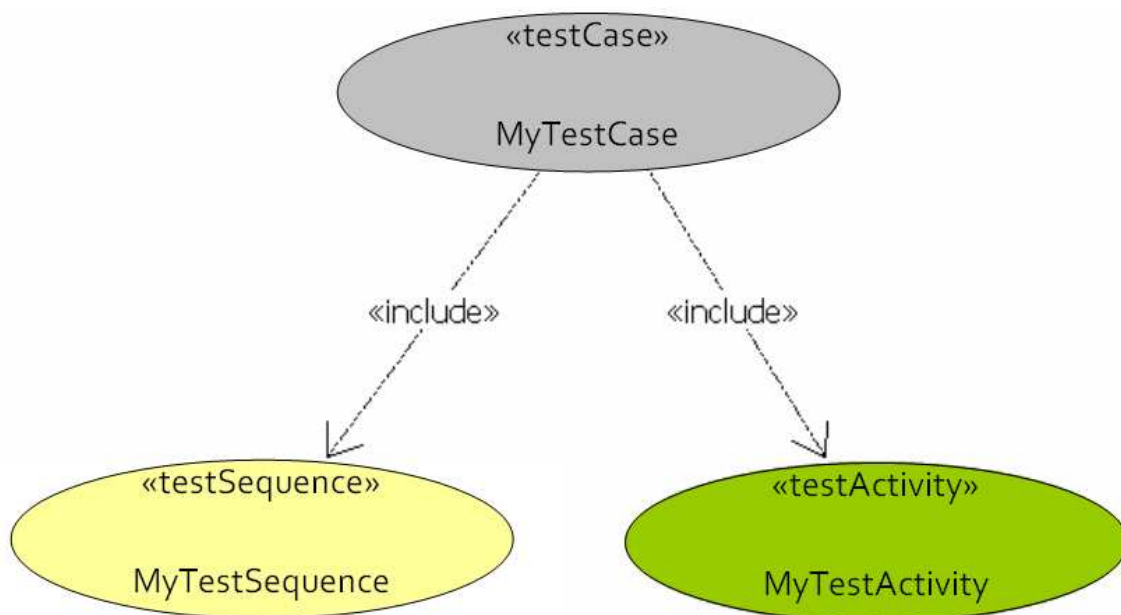 «testCase»
MyTestCase
«include»
«include»
«testSequence»
«testActivity»
MyTestSequence
MyTestActivity